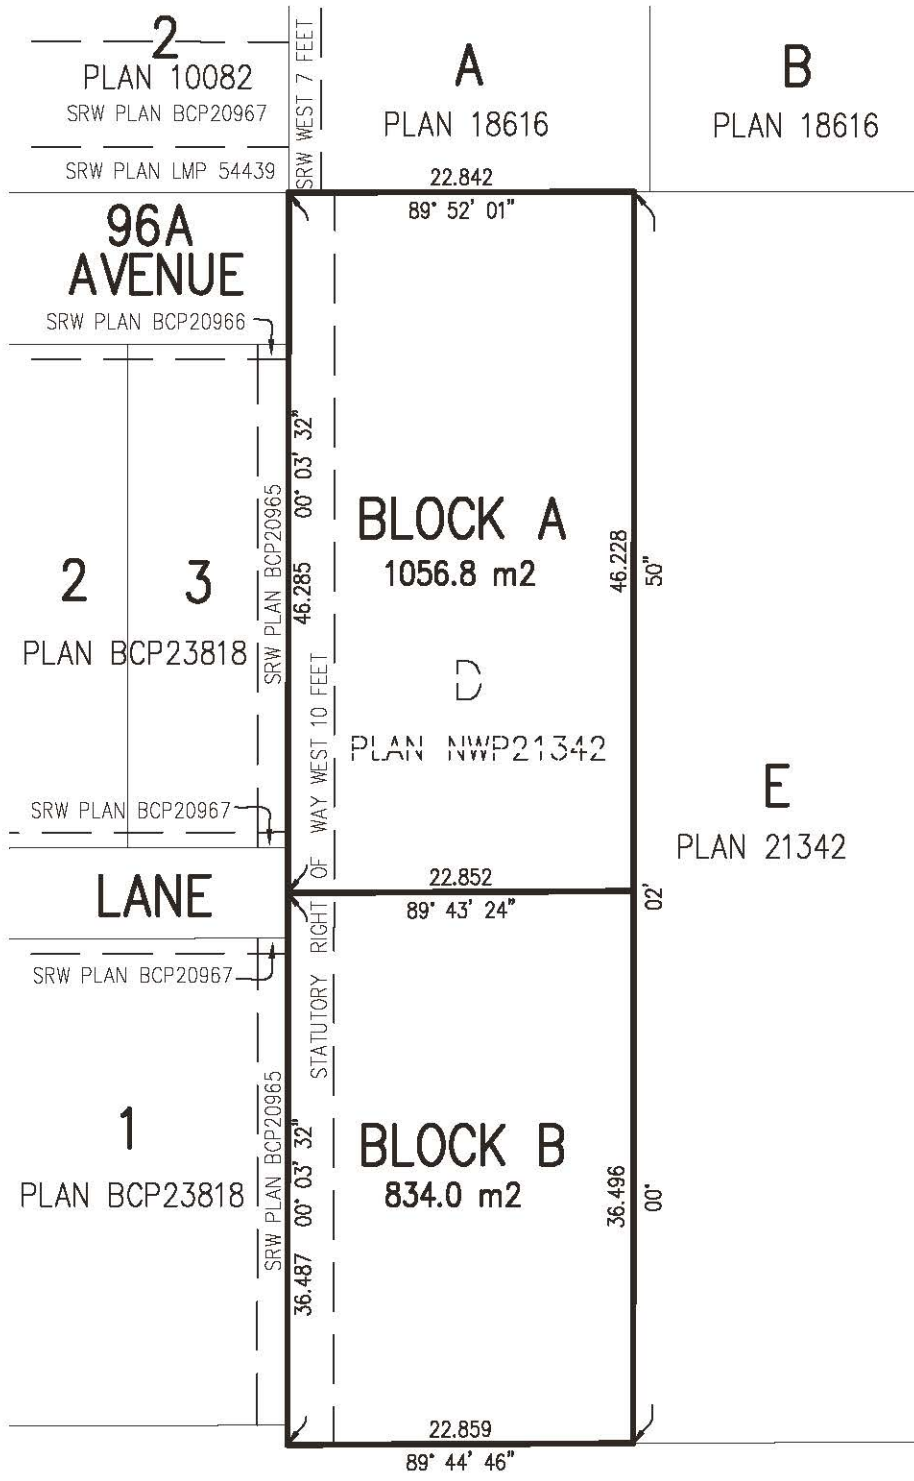 2
PLAN 10082
SRW PLAN BCP20967
SRW PLAN LMP 54439
SRW WEST 7 FEET
A
PLAN 18616
B
PLAN 18616
22.842
89° 52' 01"
96A
AVENUE
SRW PLAN BCP20966
46.285 00° 03' 32"
SRW PLAN BCP20965
BLOCK A
1056.8 m2
46.228
00° 02' 50"
2
3
PLAN BCP23818
D
PLAN NWP21342
STATUTORY RIGHT OF WAY WEST 10 FEET
E
PLAN 21342
SRW PLAN BCP20967
LANE
22.852
89° 43' 24"
SRW PLAN BCP20967
1
PLAN BCP23818
SRW PLAN BCP20965
36.487 00° 03' 32"
BLOCK B
834.0 m2
36.496
22.859
89° 44' 46"